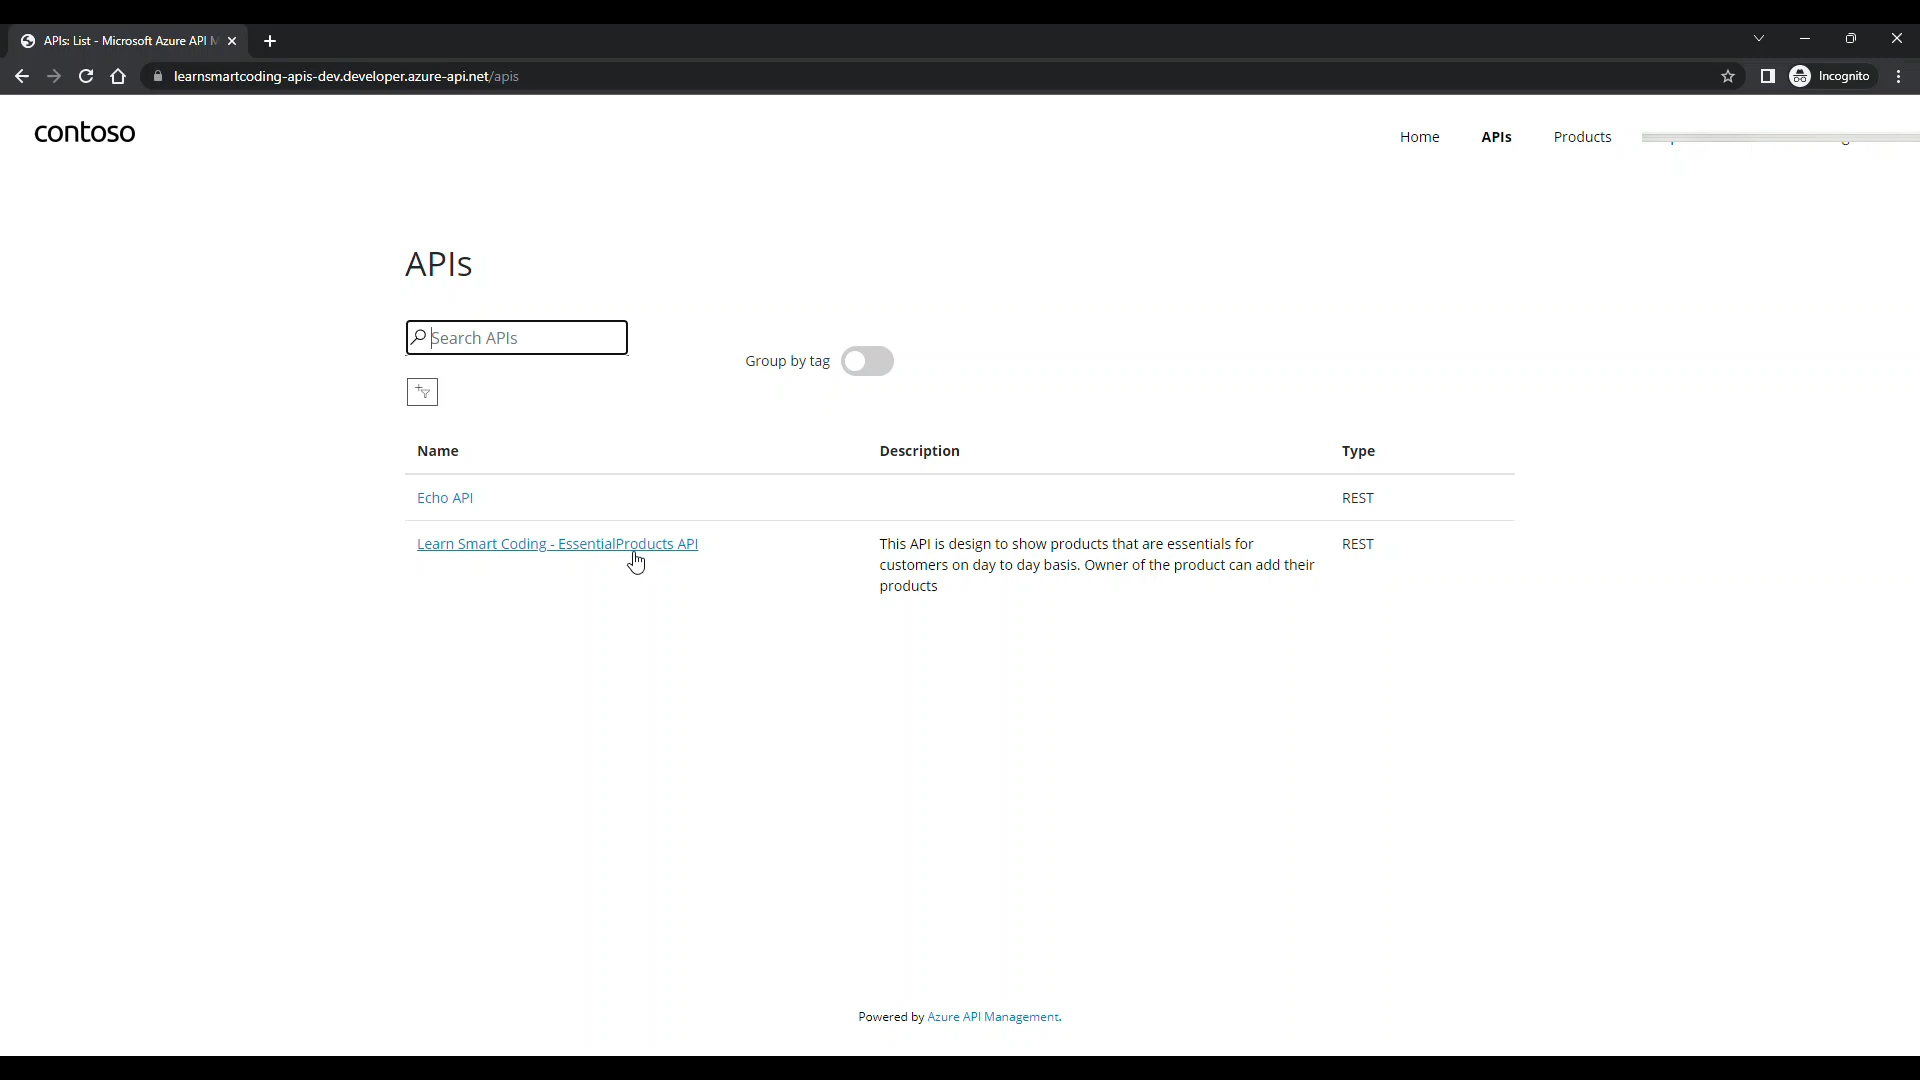 APIs: List - Microsoft Azure API M
learnsmartcoding-apis-dev.developer.azure-api.net/apis
Incognito
contoso
Home
APIs
Products
APIs
Search APIs
Group by tag
Name
Description
Type
Echo API
REST
Learn Smart Coding - EssentialProducts API
This API is design to show products that are essentials for
REST
customers on day to day basis. Owner of the product can add their
products
Powered by Azure API Management.